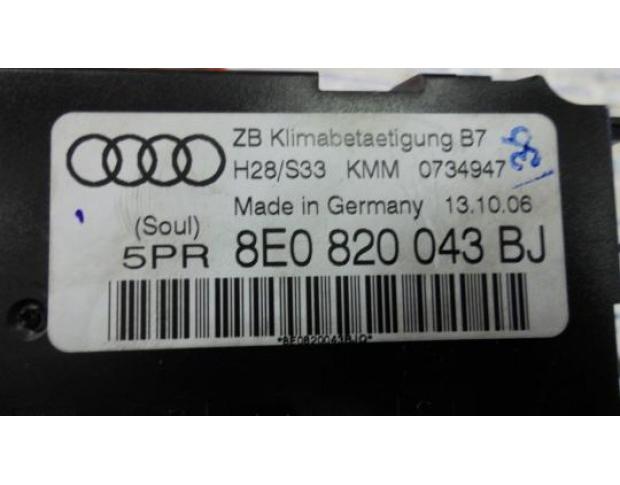 ZB Klimabetaetigung B7
H28/S33 KMM 0734947
Made in Germany 13.10.06
(Soul)
5PR 8E0 820 043 BJ
*8E0820043BJQ*